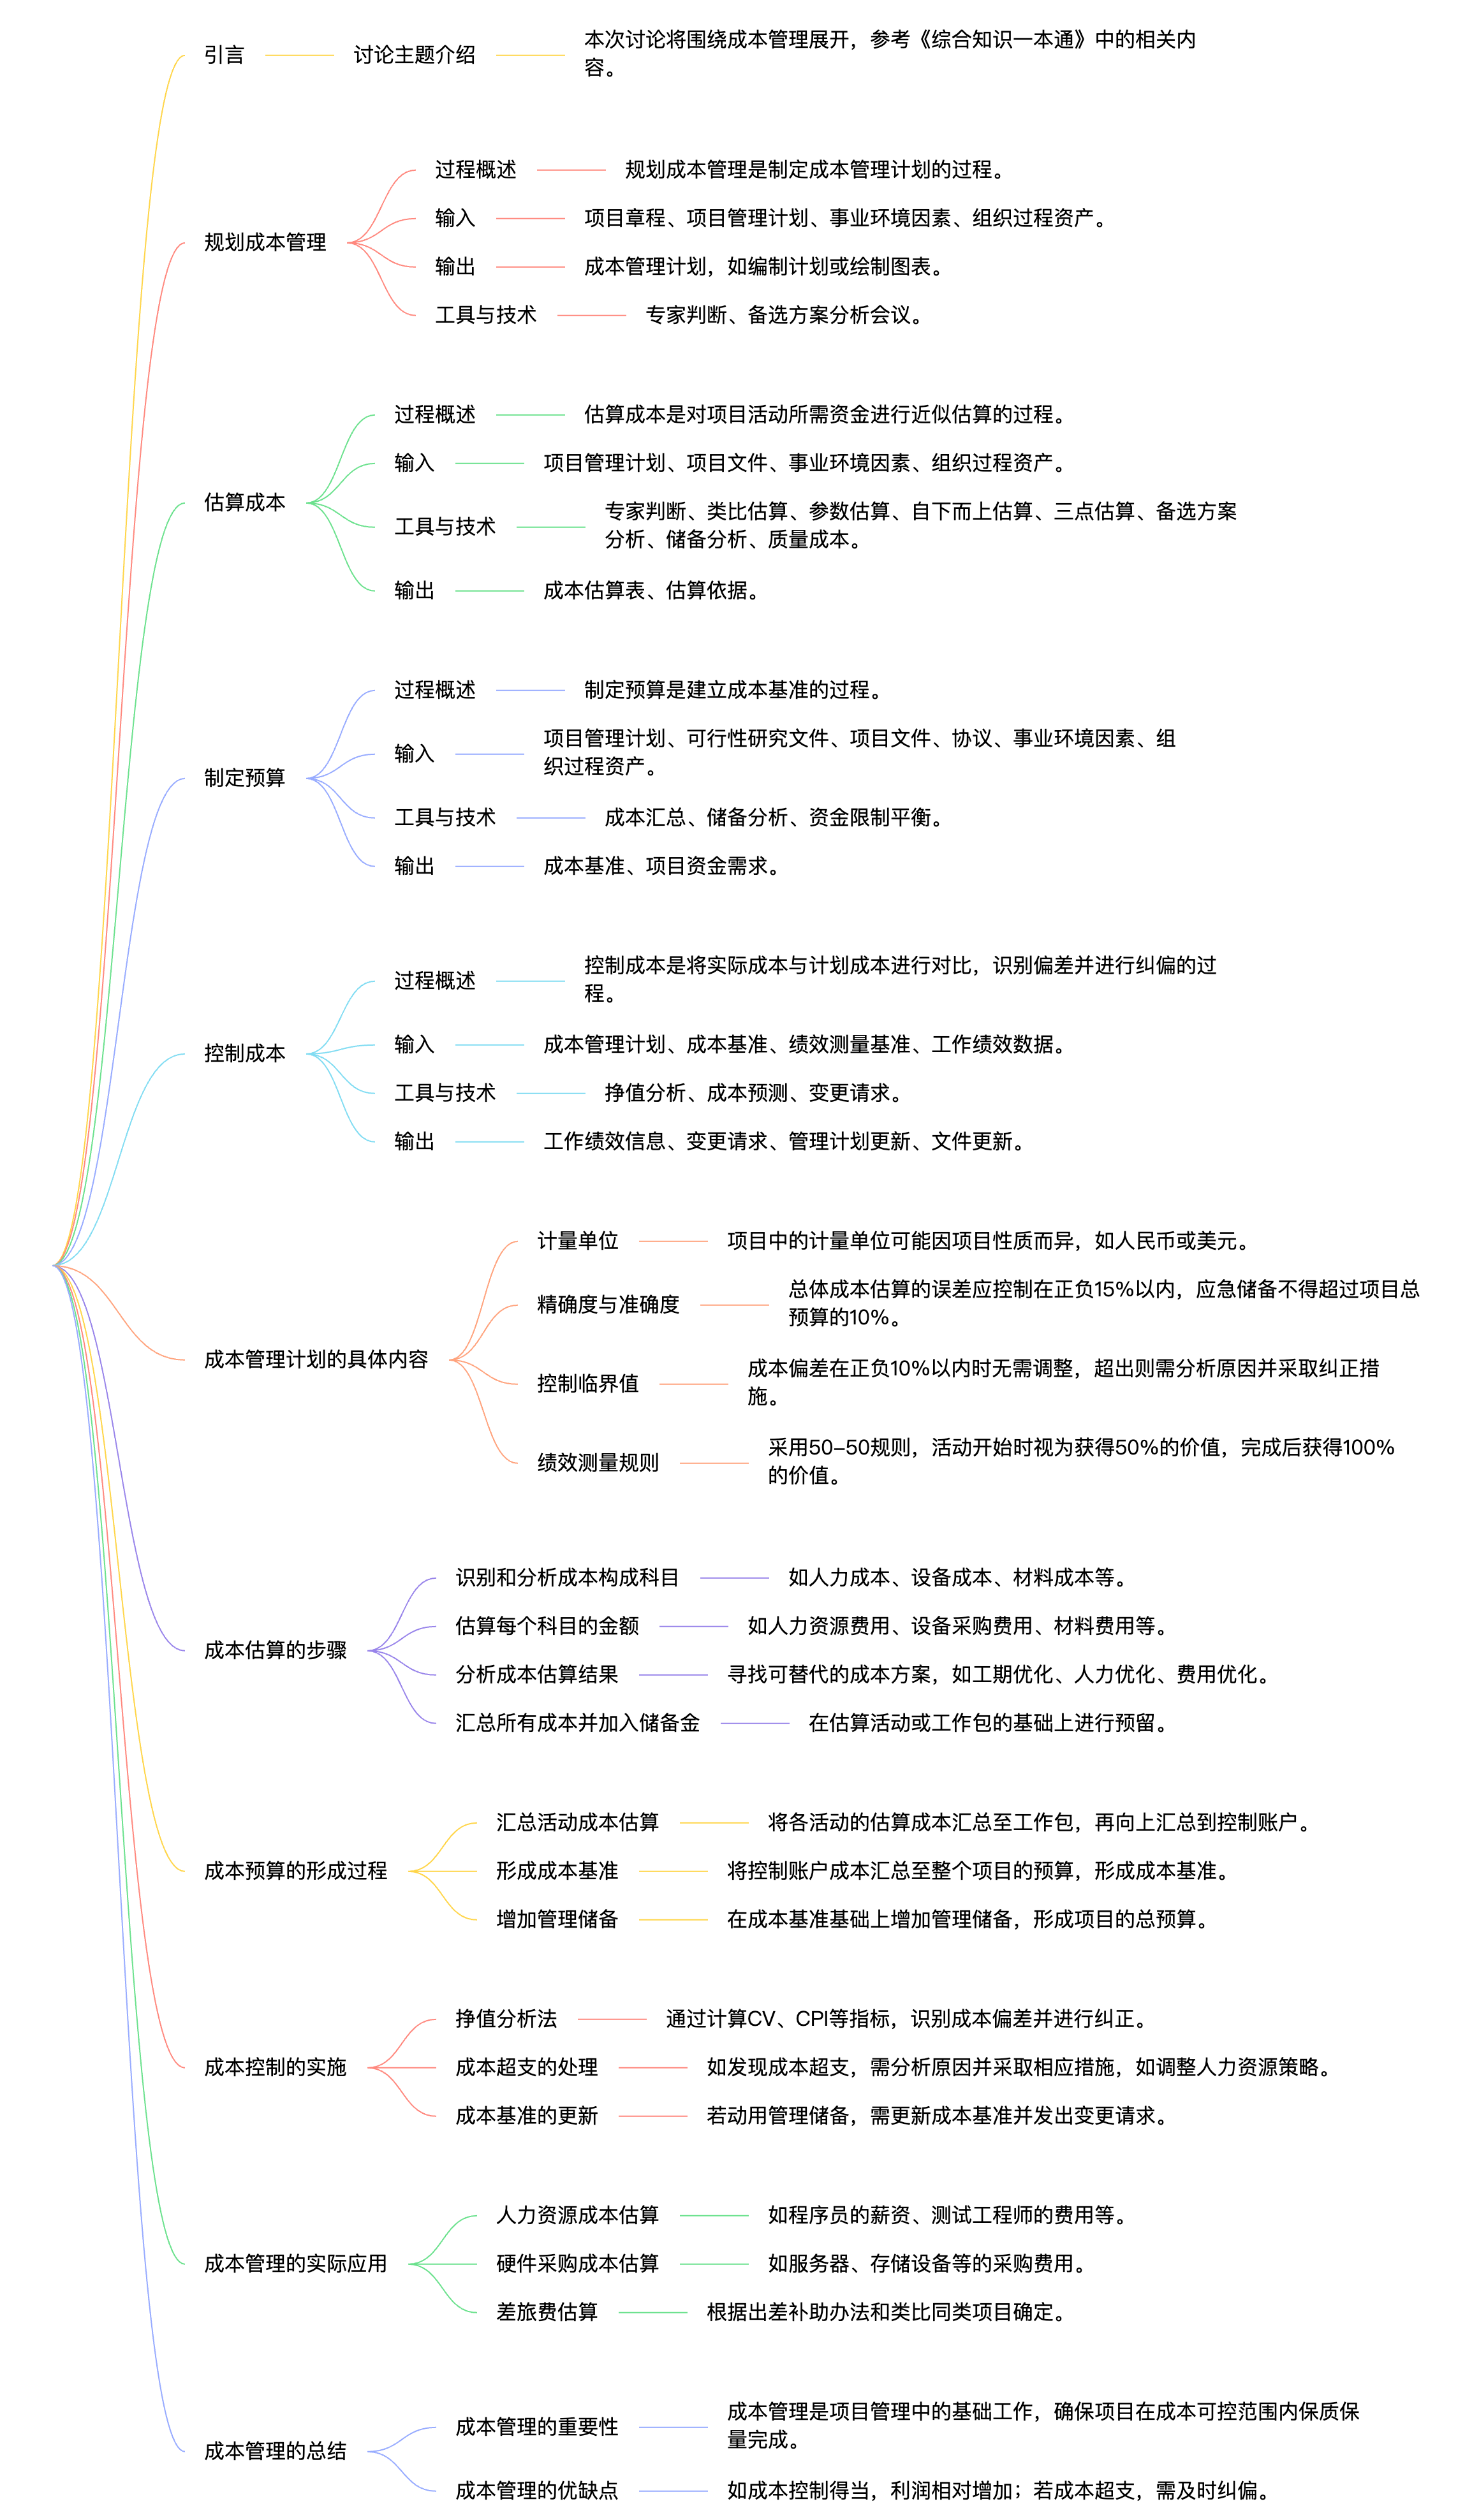 引言
讨论主题介绍
本次讨论将围绕成本管理展开，参考《综合知识一本通》中的相关内
容。
规划成本管理
过程概述
规划成本管理是制定成本管理计划的过程。
输入
项目章程、项目管理计划、事业环境因素、组织过程资产。
输出
成本管理计划，如编制计划或绘制图表。
工具与技术
专家判断、备选方案分析会议。
估算成本
过程概述
估算成本是对项目活动所需资金进行近似估算的过程。
输入
项目管理计划、项目文件、事业环境因素、组织过程资产。
工具与技术
专家判断、类比估算、参数估算、自下而上估算、三点估算、备选方案
分析、储备分析、质量成本。
输出
成本估算表、估算依据。
制定预算
过程概述
制定预算是建立成本基准的过程。
输入
项目管理计划、可行性研究文件、项目文件、协议、事业环境因素、组
织过程资产。
工具与技术
成本汇总、储备分析、资金限制平衡。
输出
成本基准、项目资金需求。
控制成本
过程概述
控制成本是将实际成本与计划成本进行对比，识别偏差并进行纠偏的过
程。
输入
成本管理计划、成本基准、绩效测量基准、工作绩效数据。
工具与技术
挣值分析、成本预测、变更请求。
输出
工作绩效信息、变更请求、管理计划更新、文件更新。
成本管理计划的具体内容
计量单位
项目中的计量单位可能因项目性质而异，如人民币或美元。
精确度与准确度
总体成本估算的误差应控制在正负15%以内，应急储备不得超过项目总
预算的10%。
控制临界值
成本偏差在正负10%以内时无需调整，超出则需分析原因并采取纠正措
施。
绩效测量规则
采用50-50规则，活动开始时视为获得50%的价值，完成后获得100%
的价值。
成本估算的步骤
识别和分析成本构成科目
如人力成本、设备成本、材料成本等。
估算每个科目的金额
如人力资源费用、设备采购费用、材料费用等。
分析成本估算结果
寻找可替代的成本方案，如工期优化、人力优化、费用优化。
汇总所有成本并加入储备金
在估算活动或工作包的基础上进行预留。
成本预算的形成过程
汇总活动成本估算
将各活动的估算成本汇总至工作包，再向上汇总到控制账户。
形成成本基准
将控制账户成本汇总至整个项目的预算，形成成本基准。
增加管理储备
在成本基准基础上增加管理储备，形成项目的总预算。
成本控制的实施
挣值分析法
通过计算CV、CPI等指标，识别成本偏差并进行纠正。
成本超支的处理
如发现成本超支，需分析原因并采取相应措施，如调整人力资源策略。
成本基准的更新
若动用管理储备，需更新成本基准并发出变更请求。
成本管理的实际应用
人力资源成本估算
如程序员的薪资、测试工程师的费用等。
硬件采购成本估算
如服务器、存储设备等的采购费用。
差旅费估算
根据出差补助办法和类比同类项目确定。
成本管理的总结
成本管理的重要性
成本管理是项目管理中的基础工作，确保项目在成本可控范围内保质保
量完成。
成本管理的优缺点
如成本控制得当，利润相对增加；若成本超支，需及时纠偏。